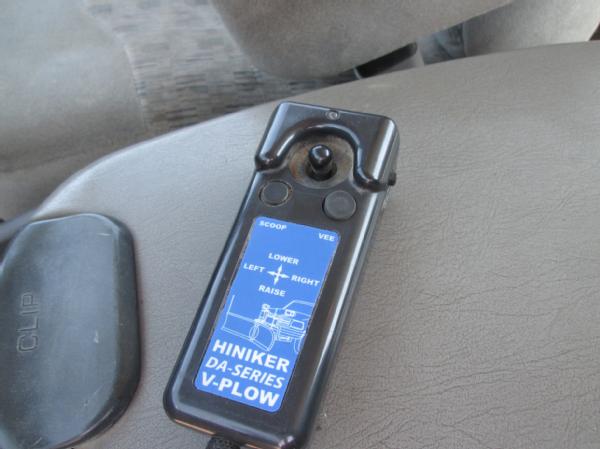 SCOOP VEE
LOWER
LEFT RIGHT
RAISE
HINIKER
DA-SERIES
V-PLOW
CLIP